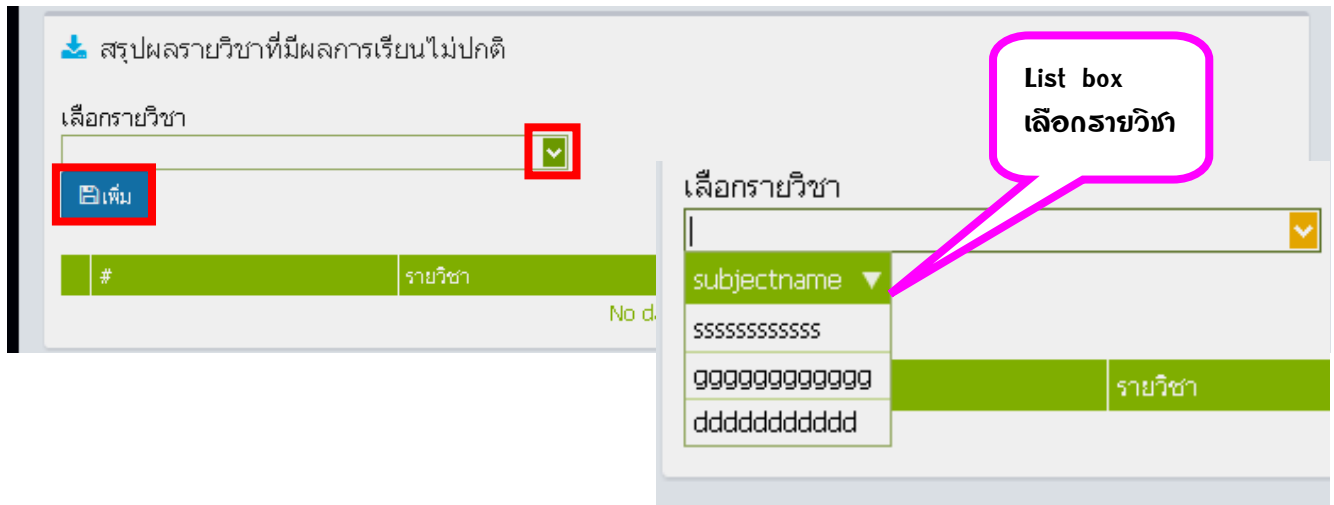 สรุปผลรายวิชาที่มีผลการเรียนไม่ปกติ
เลือกรายวิชา
เพิ่ม
# รายวิชา
No d
List box
เลือกรายวิชา
เลือกรายวิชา
subjectname
ssssssssssss
gggggggggggg
ddddddddddd
รายวิชา